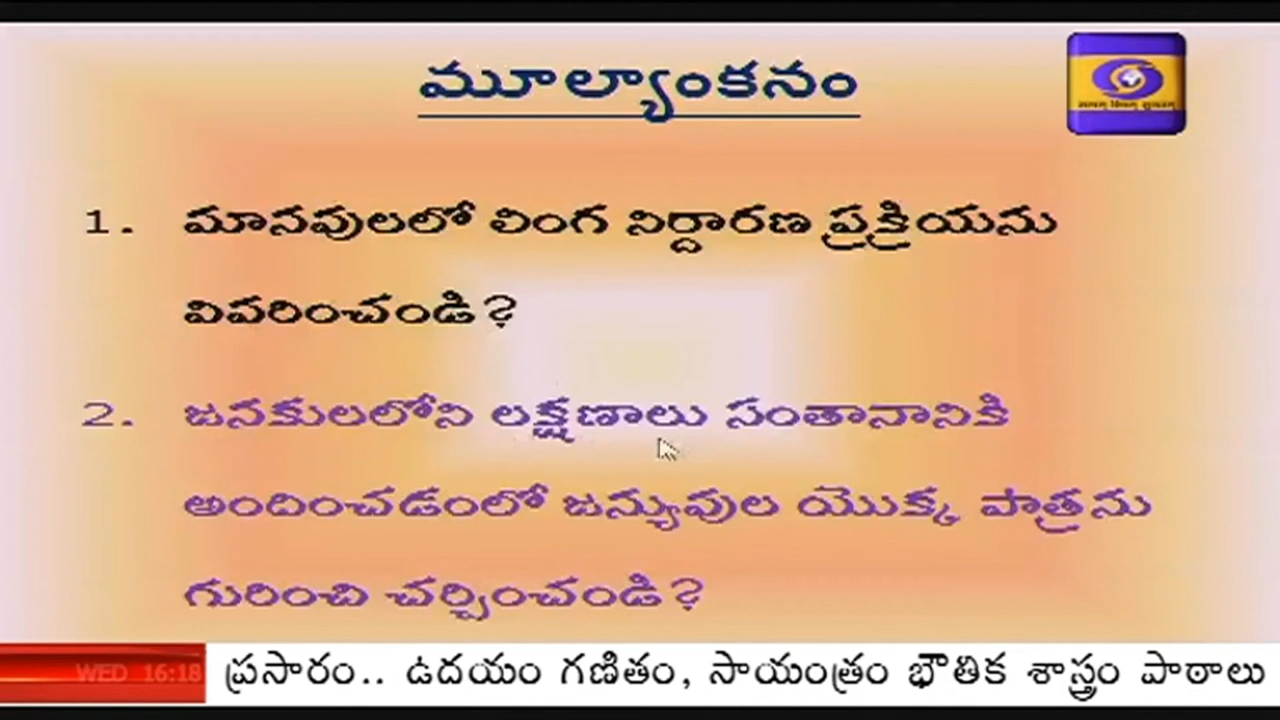 మూల్యాంకనం
1. మానవులలో లింగ నిర్దారణ ప్రక్రియను
వివరించండి?
2. జనకులలోని లక్షణాలు సంతానానికి
అందించడంలో జన్యువుల యొక్క పాత్రను
గురించి చర్చించండి?
WED 16:18 ప్రసారం.. ఉదయం గణితం, సాయంత్రం భౌతిక శాస్త్రం పాఠాలు